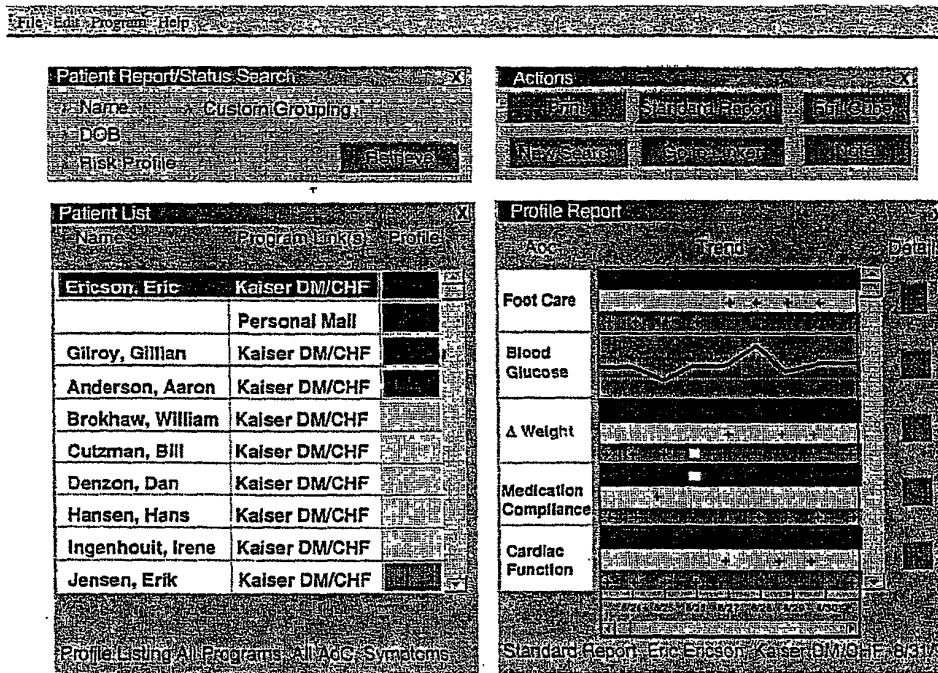 File Edit Program Help
Patient Report/Status Search X
Name Custom Grouping
DOB
Risk Profile Retrieve
Actions X
Print Standard Report
New Search
Patient List X
Name Program Link(s) Profile
Ericson, Eric Kaiser DM/CHF
Personal Mail
Gilroy, Gillian Kaiser DM/CHF
Anderson, Aaron Kaiser DM/CHF
Brokhaw, William Kaiser DM/CHF
Cutzman, Bill Kaiser DM/CHF
Denzon, Dan Kaiser DM/CHF
Hansen, Hans Kaiser DM/CHF
Ingenhouit, Irene Kaiser DM/CHF
Jensen, Erik Kaiser DM/CHF
Profile Listing All Programs, All AoC, Symptoms
Profile Report
Aoc Trend Detail
Foot Care
Blood
Glucose
Δ Weight
Medication
Compliance
Cardiac
Function
Standard Report, Eric Ericson, Kaiser DM/CHF, 8/31/